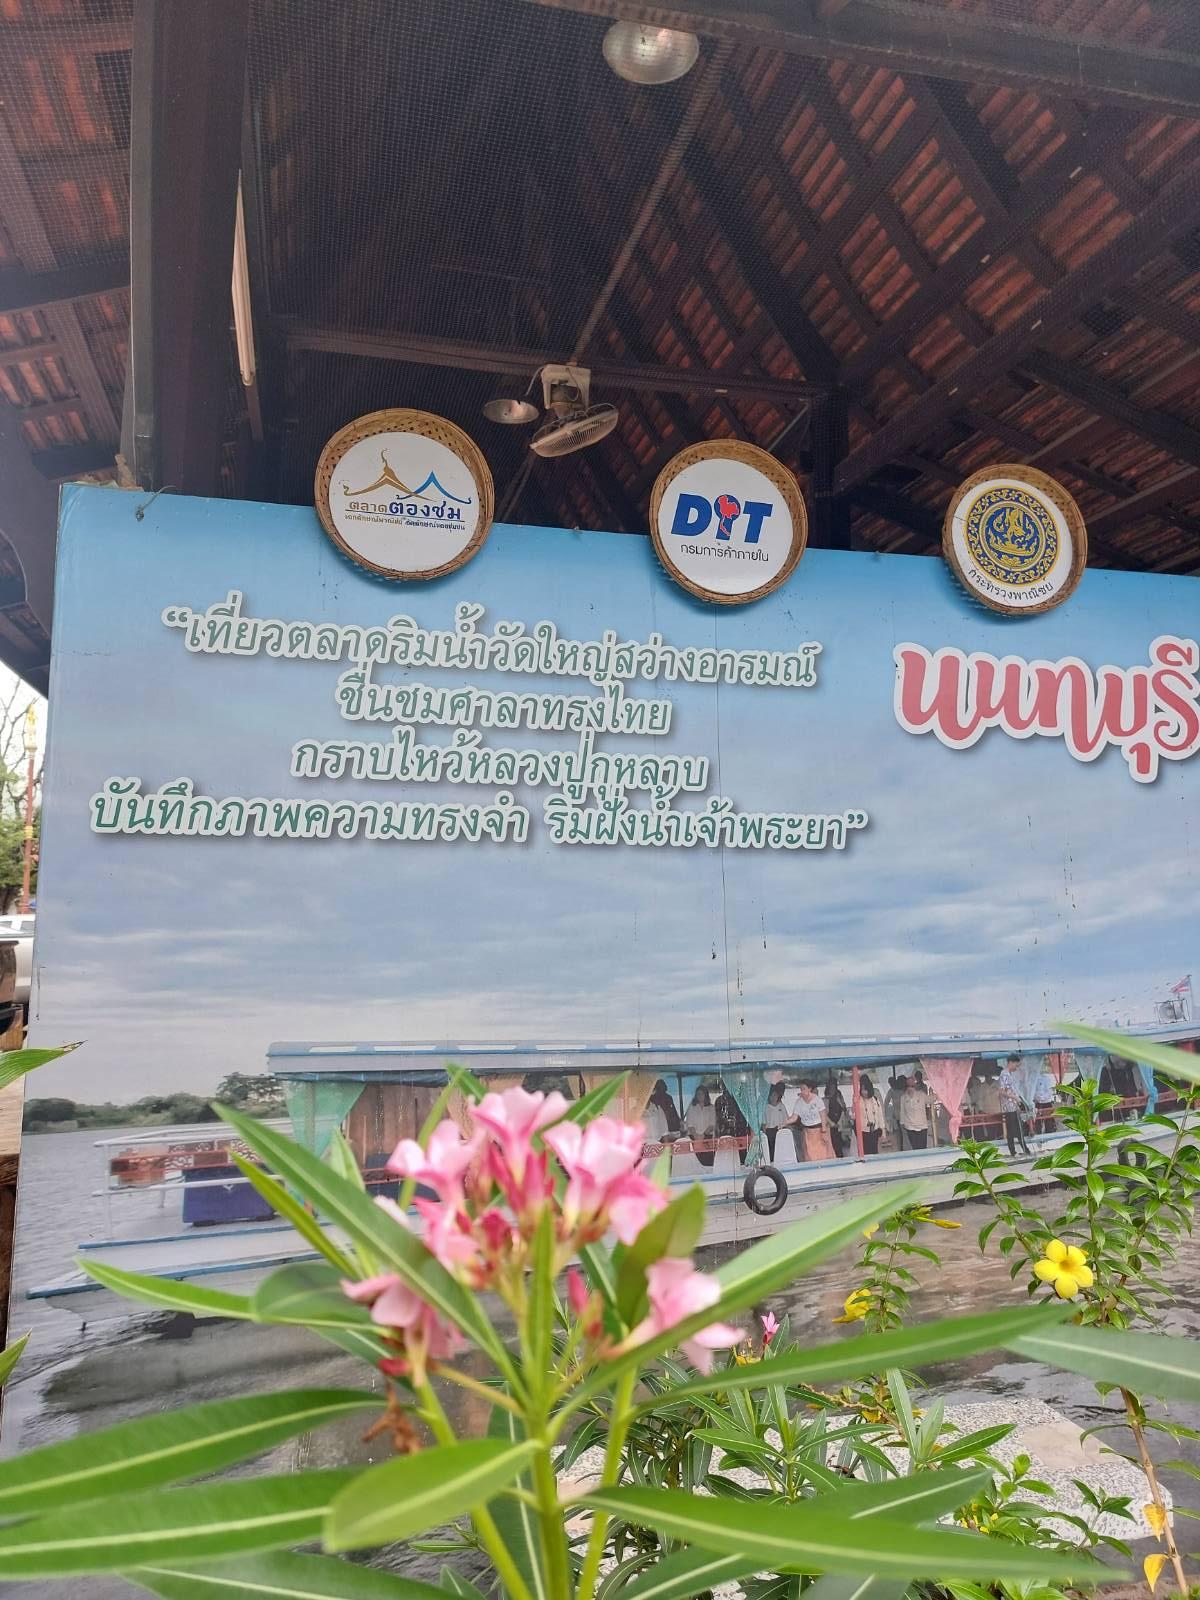 ตลาดต้องชม
DIT
กรมการค้าภายใน
กระทรวงพาณิชย์
“เที่ยวตลาดริมน้ำวัดใหญ่สว่างอารมณ์
ชื่นชมศาลาทรงไทย
กราบไหว้หลวงปู่กุหลาบ
บันทึกภาพความทรงจำ ริมฝั่งน้ำเจ้าพระยา”
นนทบุรี